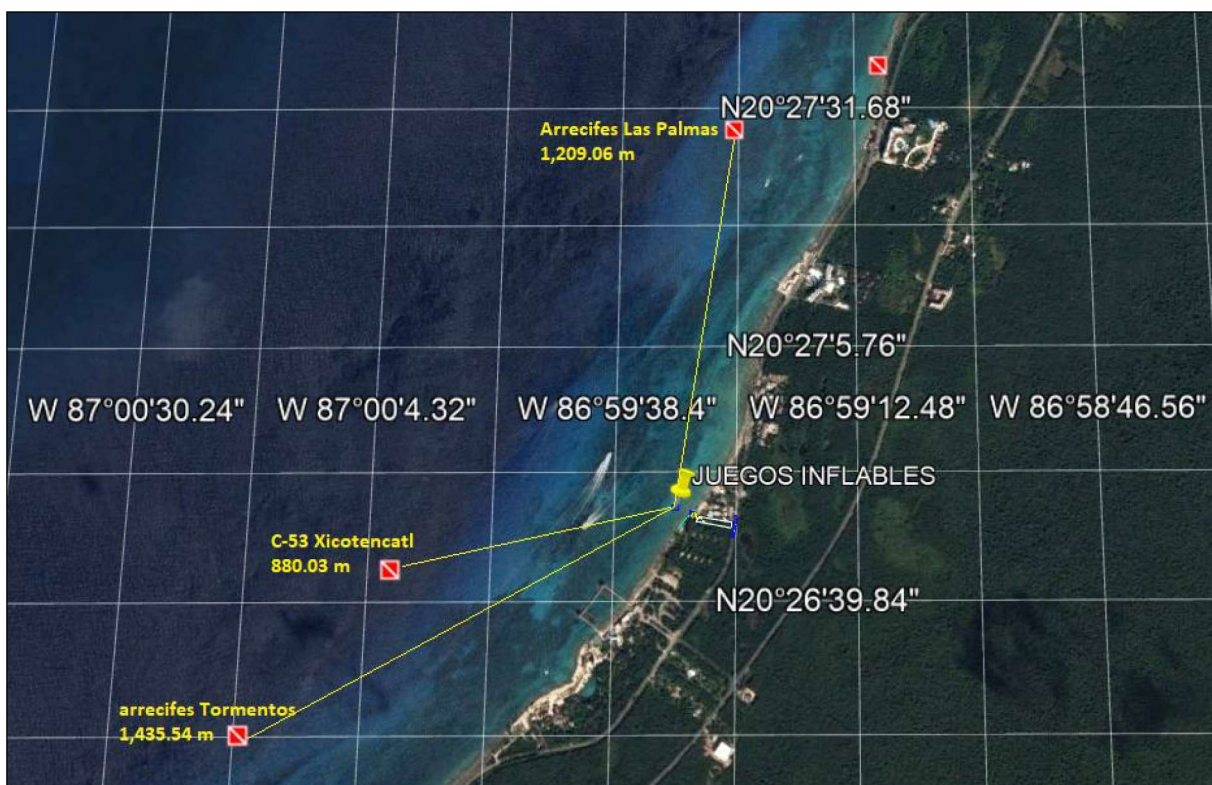 N20°27'31.68"
Arrecifes Las Palmas
1,209.06 m
N20°27'5.76"
W 87°00'30.24"
W 87°00'4.32"
W 86°59'38.4"
W 86°59'12.48"
W 86°58'46.56"
JUEGOS INFLABLES
C-53 Xicotencatl
880.03 m
N20°26'39.84"
arrecifes Tormentos
1,435.54 m